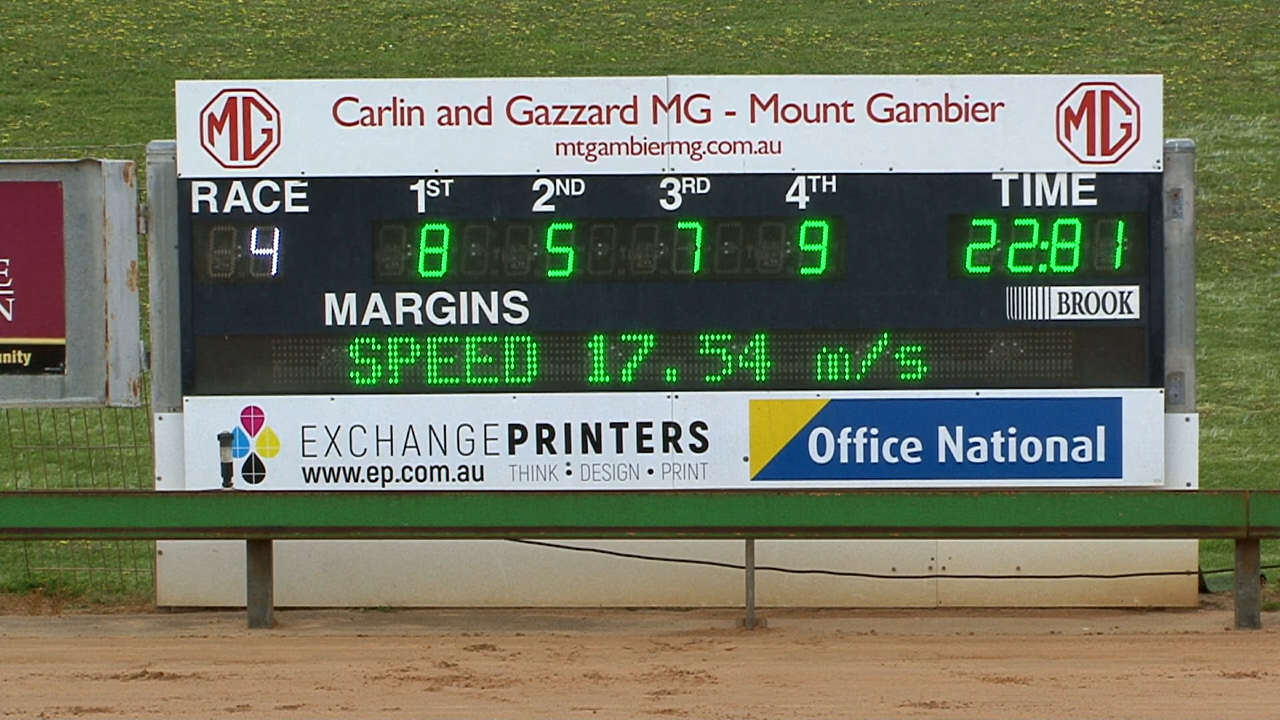 MG Carlin and Gazzard MG - Mount Gambier MG
mtgambiermg.com.au
RACE 1ST 2ND 3RD 4TH TIME
4 8 5 7 9 22:81
MARGINS
BROOK
SPEED 17.54 m/s
EXCHANGEPRINTERS
www.ep.com.au THINK : DESIGN • PRINT
Office National
E
N
nity